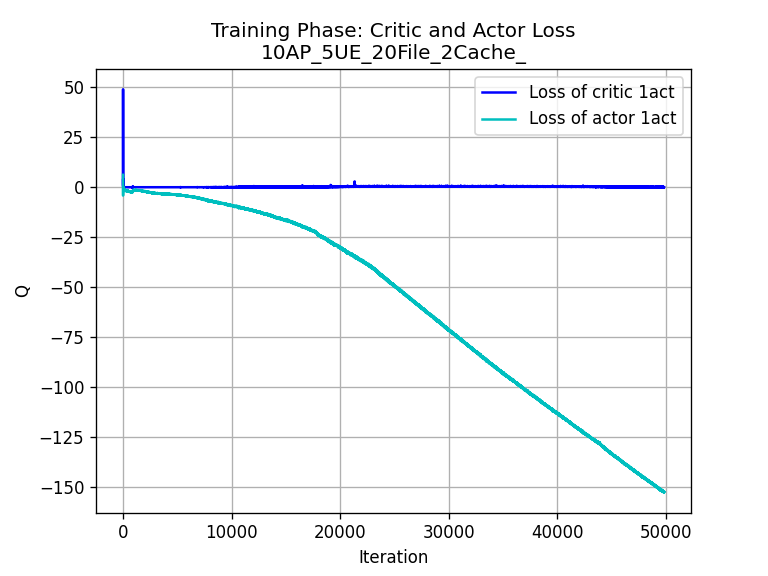 Training Phase: Critic and Actor Loss
10AP_5UE_20File_2Cache_
Loss of critic 1act
Loss of actor 1act
Q
50
25
0
−25
−50
−75
−100
−125
−150
0
10000
20000
30000
40000
50000
Iteration